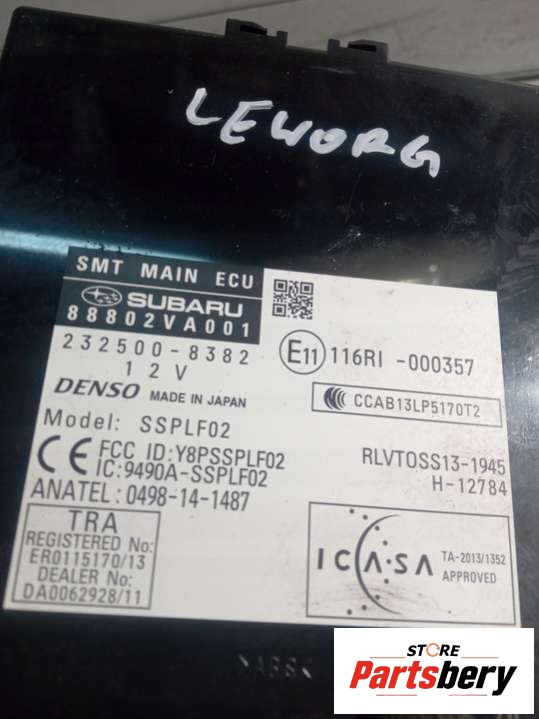 LEWORG
SMT MAIN ECU
SUBARU
88802VA001
232500-8382
12V
DENSO MADE IN JAPAN
Model: SSPLF02
CE FCC ID:Y8PSSPLF02
IC:9490A-SSPLF02
ANATEL:0498-14-1487
TRA
REGISTERED No:
ER0115170/13
DEALER No:
DA0062928/11
E11 116RI -000357
CCAB13LP5170T2
RLVTOSS13-1945
H-12784
ICASA TA-2013/1352
APPROVED
STORE
Partsbery